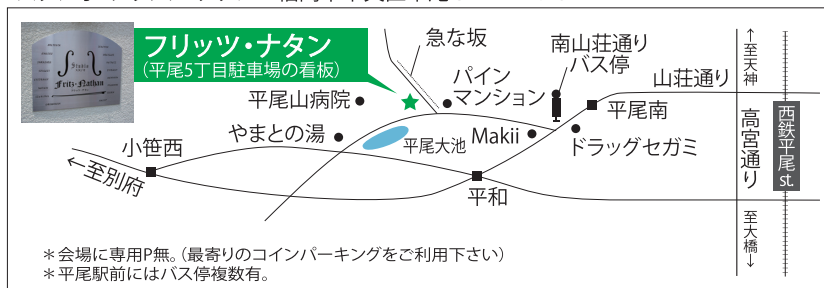 フリッツ・ナタン
(平尾5丁目駐車場の看板)
Studio
Fritz-Nathan
急な坂
南山荘通り
バス停
パイン
マンション
山荘通り
平尾山病院
平尾南
やまとの湯
平尾大池
Makii
ドラッグセガミ
小笹西
←至別府
平和
←至天神
高宮通り
西鉄平尾st.
至大橋→
*会場に専用P無。(最寄りのコインパーキングをご利用下さい)
*平尾駅前にはバス停複数有。